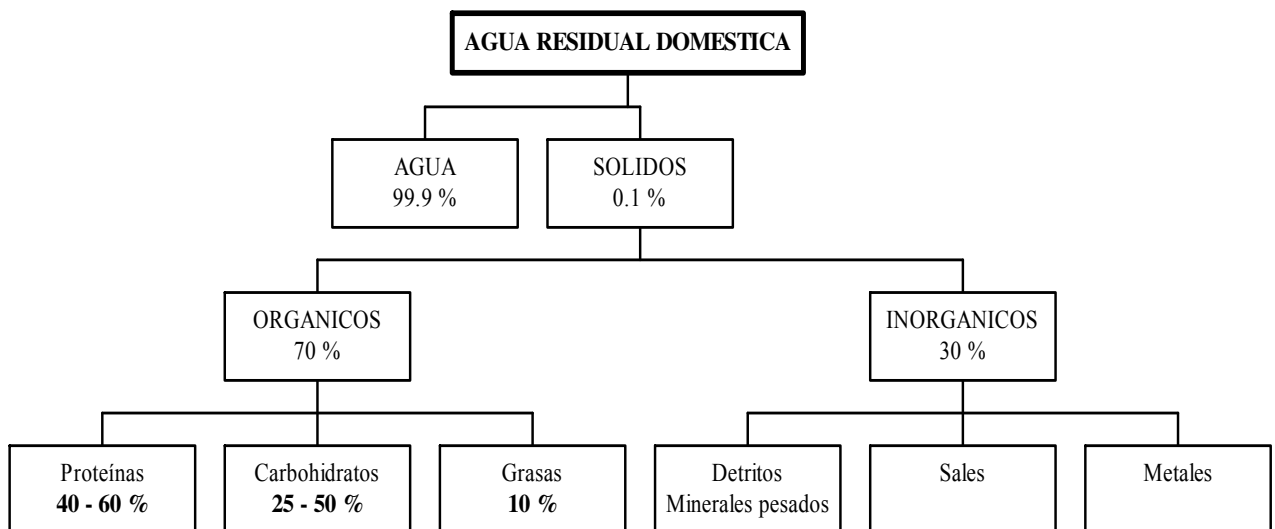 AGUA RESIDUAL DOMESTICA
AGUA
99.9 %
SOLIDOS
0.1 %
ORGANICOS
70 %
INORGANICOS
30 %
Proteínas
40 - 60 %
Carbohidratos
25 - 50 %
Grasas
10 %
Detritos
Minerales pesados
Sales
Metales